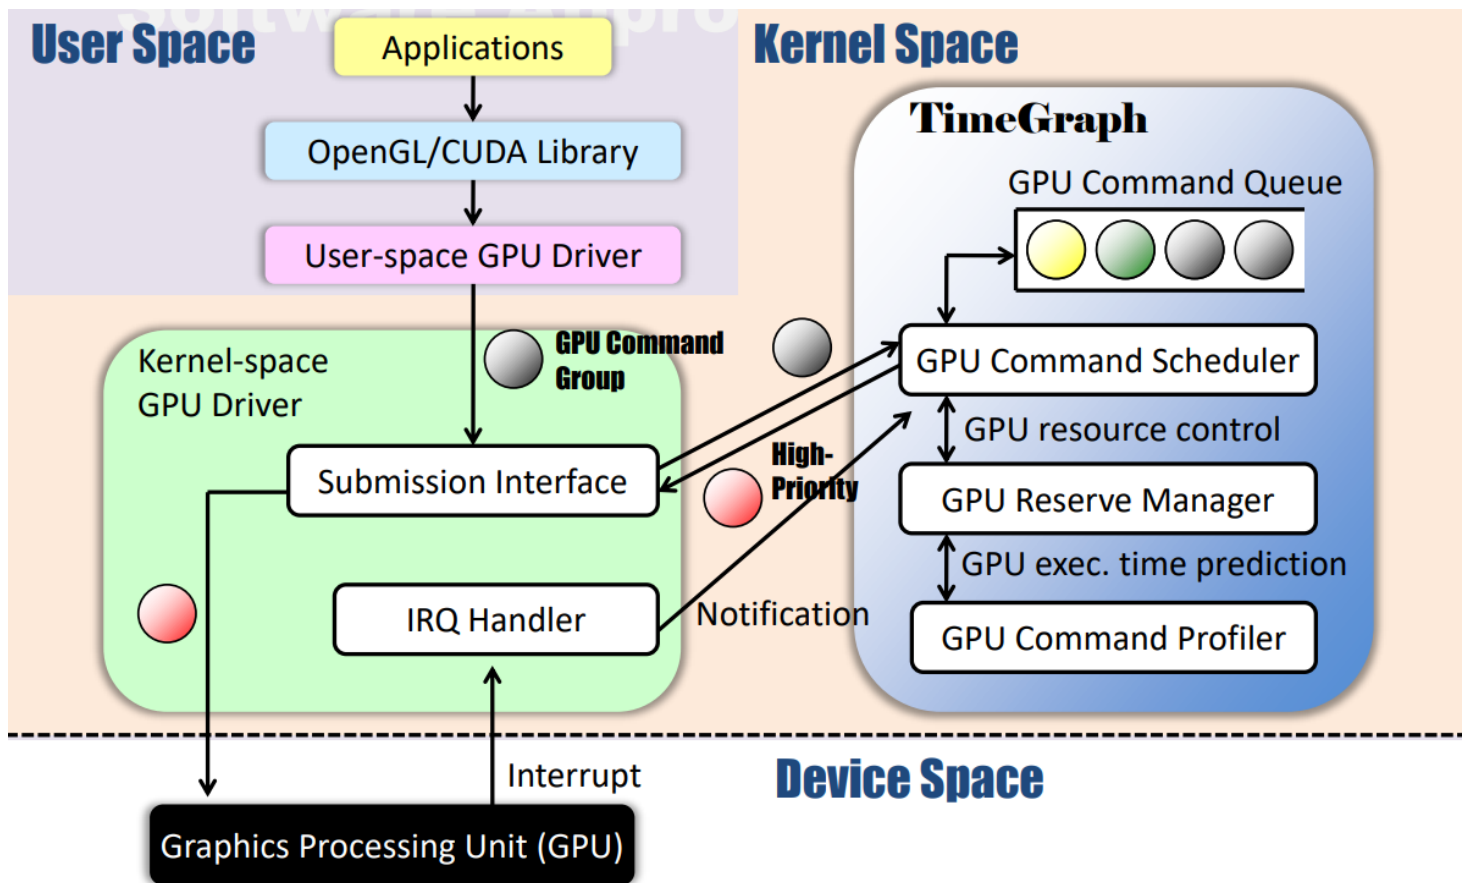 User Space
Applications
OpenGL/CUDA Library
User-space GPU Driver
Kernel Space
TimeGraph
GPU Command Queue
GPU Command Scheduler
GPU resource control
GPU Reserve Manager
GPU exec. time prediction
GPU Command Profiler
Kernel-space
GPU Driver
GPU Command
Group
Submission Interface
High-
Priority
IRQ Handler
Notification
Interrupt
Device Space
Graphics Processing Unit (GPU)